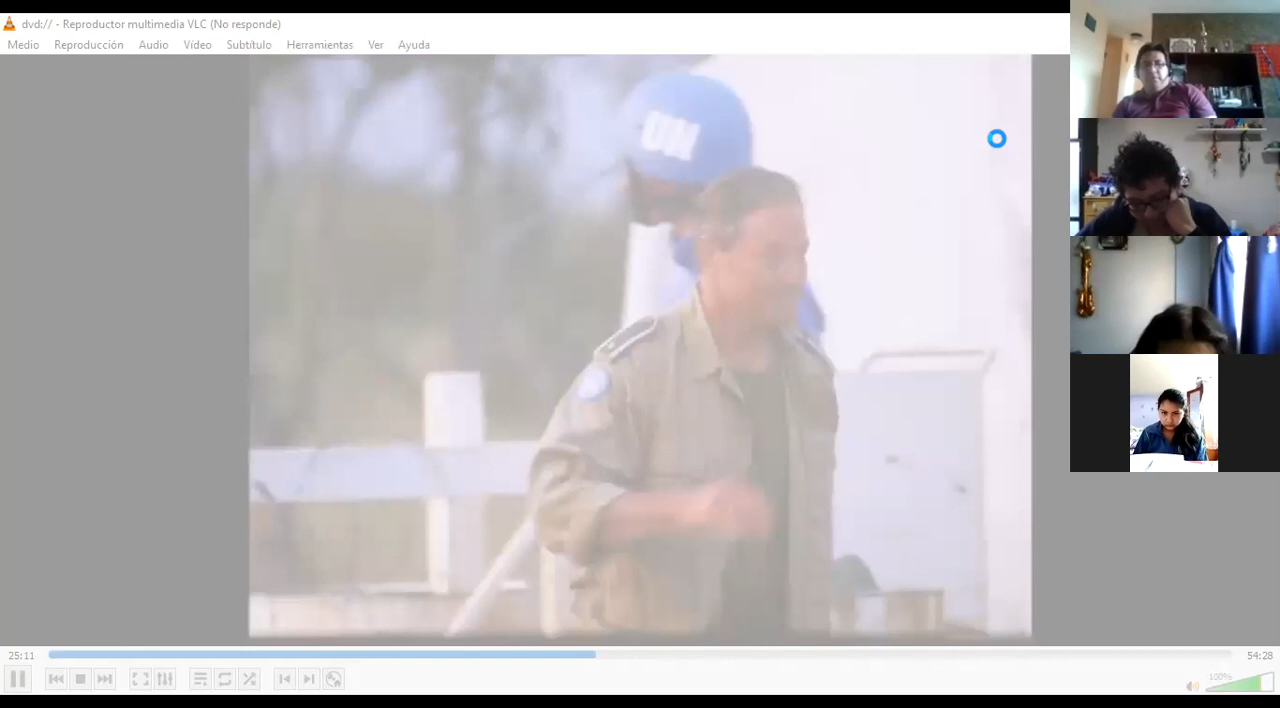 dvd:// - Reproductor multimedia VLC (No responde)
Medio Reproducción Audio Vídeo Subtítulo Herramientas Ver Ayuda
UN
25:11
54:28
100%